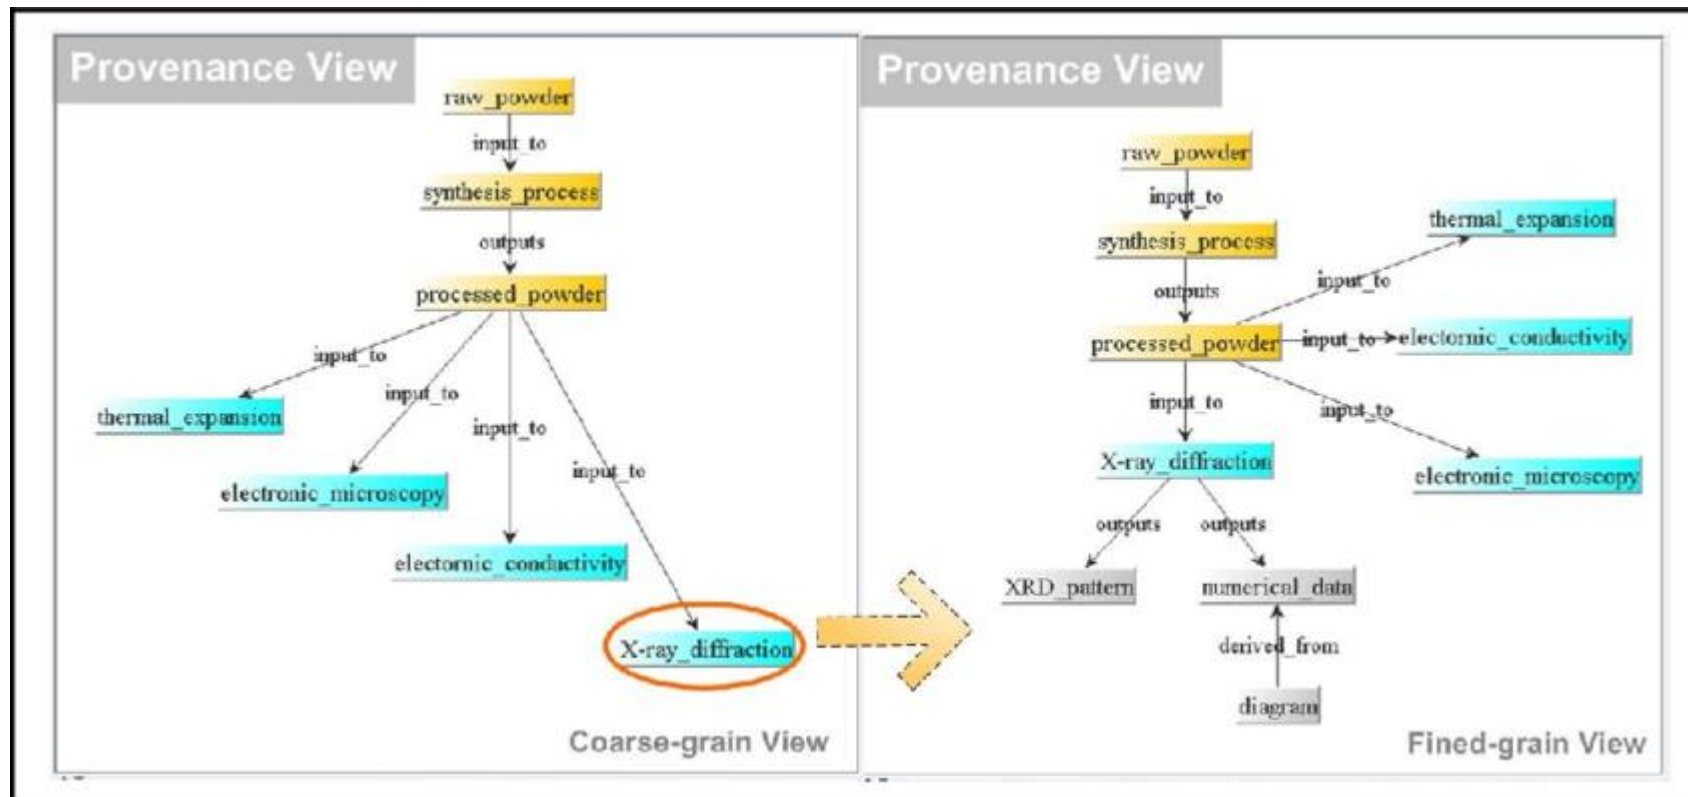 Provenance View
raw_powder
input_to
synthesis_process
outputs
processed_powder
input_to
input_to
input_to
input_to
thermal_expansion
electronic_microscopy
electornic_conductivity
X-ray_diffraction
Coarse-grain View
Provenance View
raw_powder
input_to
synthesis_process
outputs
processed_powder
input_to
thermal_expansion
input_to
electornic_conductivity
input_to
electronic_microscopy
input_to
X-ray_diffraction
outputs
outputs
XRD_pattern
numerical_data
derived_from
diagram
Fined-grain View